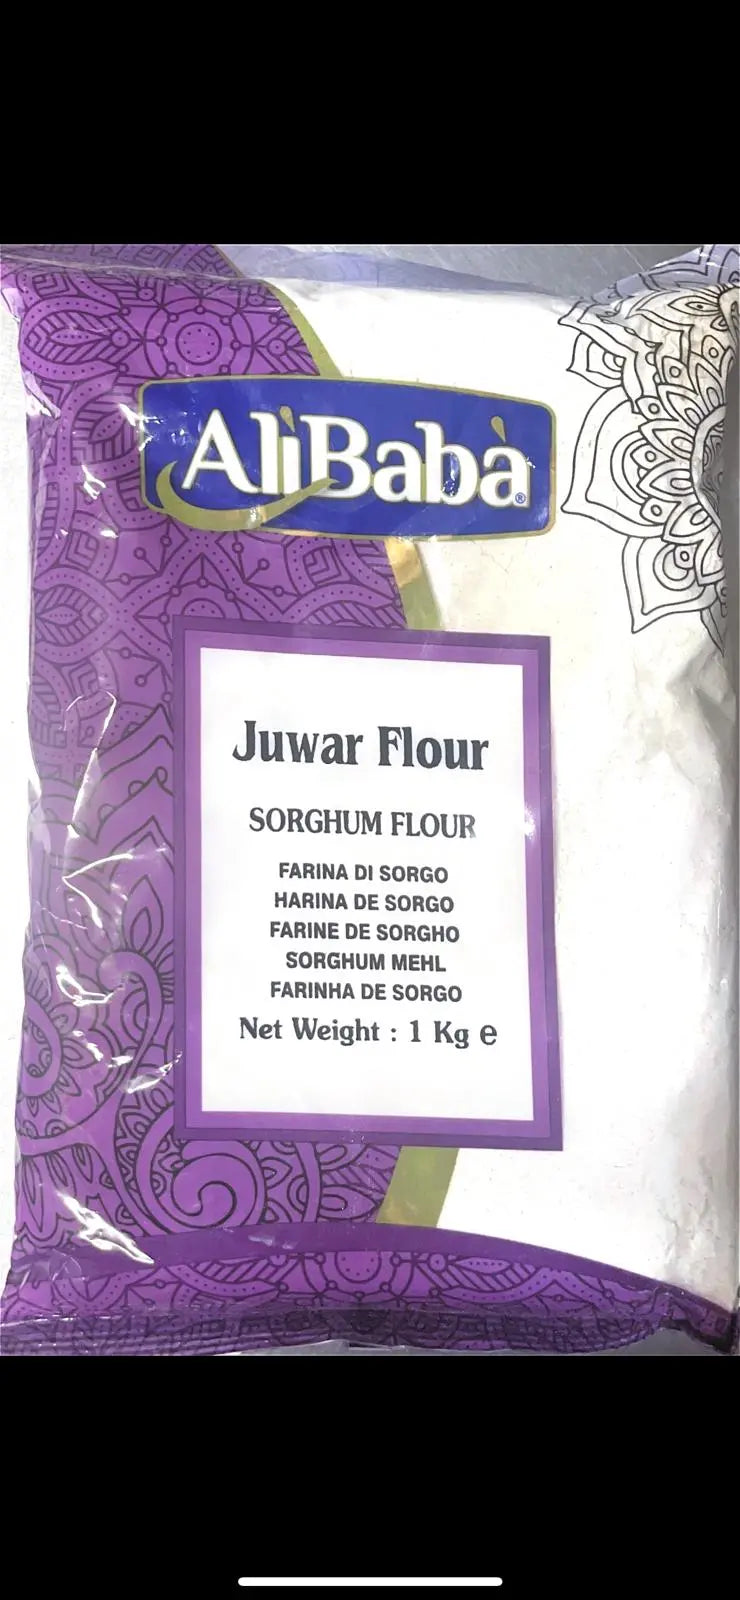 AlìBabà®
Juwar Flour
SORGHUM FLOUR
FARINA DI SORGO
HARINA DE SORGO
FARINE DE SORGHO
SORGHUM MEHL
FARINHA DE SORGO
Net Weight : 1 Kg e